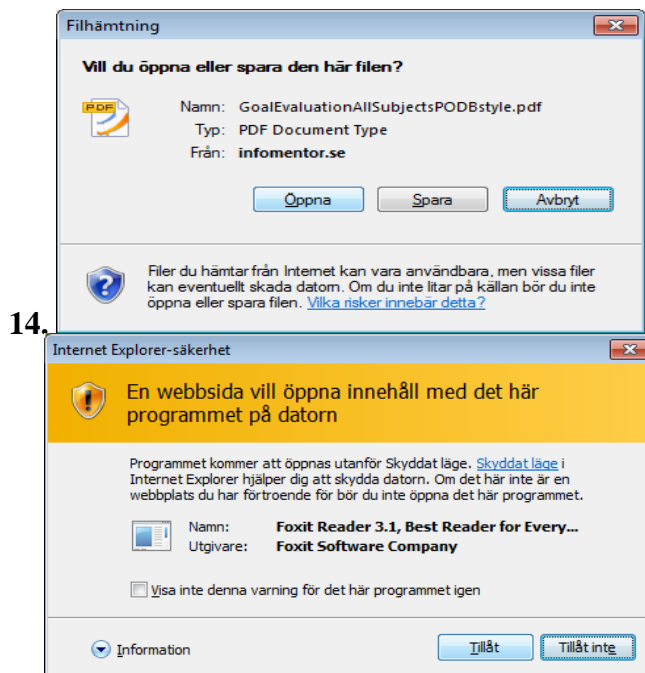 Filhämtning
Vill du öppna eller spara den här filen?
PDF
Namn: GoalEvaluationAllSubjectsPODBstyle.pdf
Typ: PDF Document Type
Från: infomentor.se
Öppna Spara Avbryt
Filer du hämtar från Internet kan vara användbara, men vissa filer
kan eventuellt skada datorn. Om du inte litar på källan bör du inte
öppna eller spara filen. Vilka risker innebär detta?
14.
Internet Explorer-säkerhet
En webbsida vill öppna innehåll med det här
programmet på datorn
Programmet kommer att öppnas utanför Skyddat läge. Skyddat läge i
Internet Explorer hjälper dig att skydda datorn. Om det här inte är en
webbplats du har förtroende för bör du inte öppna det här programmet.
Namn: Foxit Reader 3.1, Best Reader for Every...
Utgivare: Foxit Software Company
Visa inte denna varning för det här programmet igen
Information Tillåt Tillåt inte